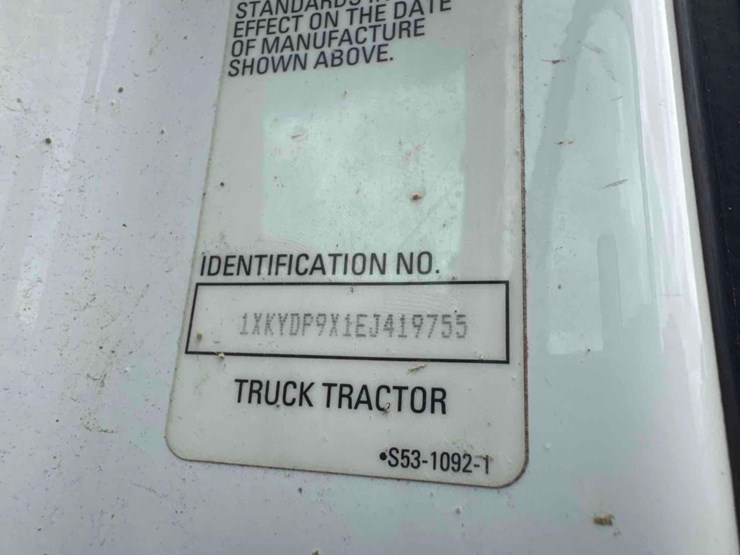 STANDARDS
EFFECT ON THE DATE
OF MANUFACTURE
SHOWN ABOVE.
IDENTIFICATION NO.
1XKYDP9X1EJ419755
TRUCK TRACTOR
•S53-1092-1